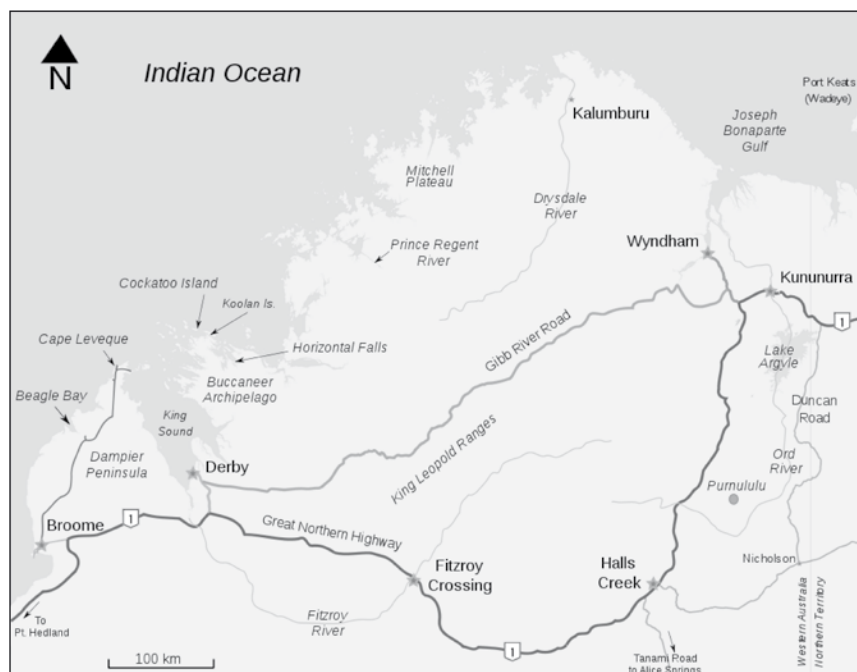 N
Indian Ocean
Port Keats
(Wadeye)
Kalumburu
Joseph
Bonaparte
Gulf
Mitchell
Plateau
Drysdale
River
Prince Regent
River
Wyndham
Kununurra
Cockatoo Island
Koolan Is.
Cape Leveque
Horizontal Falls
Gibb River Road
1
Lake
Argyle
Beagle Bay
Buccaneer
Archipelago
King
Sound
Duncan
Road
Dampier
Peninsula
Derby
King Leopold Ranges
Ord
River
Purnululu
Broome
1
Great Northern Highway
Fitzroy
Crossing
Halls
Creek
Nicholson
To
Pt. Hedland
Fitzroy
River
1
Western Australia
Northern Territory
100 km
Tanami Road
to Alice Springs